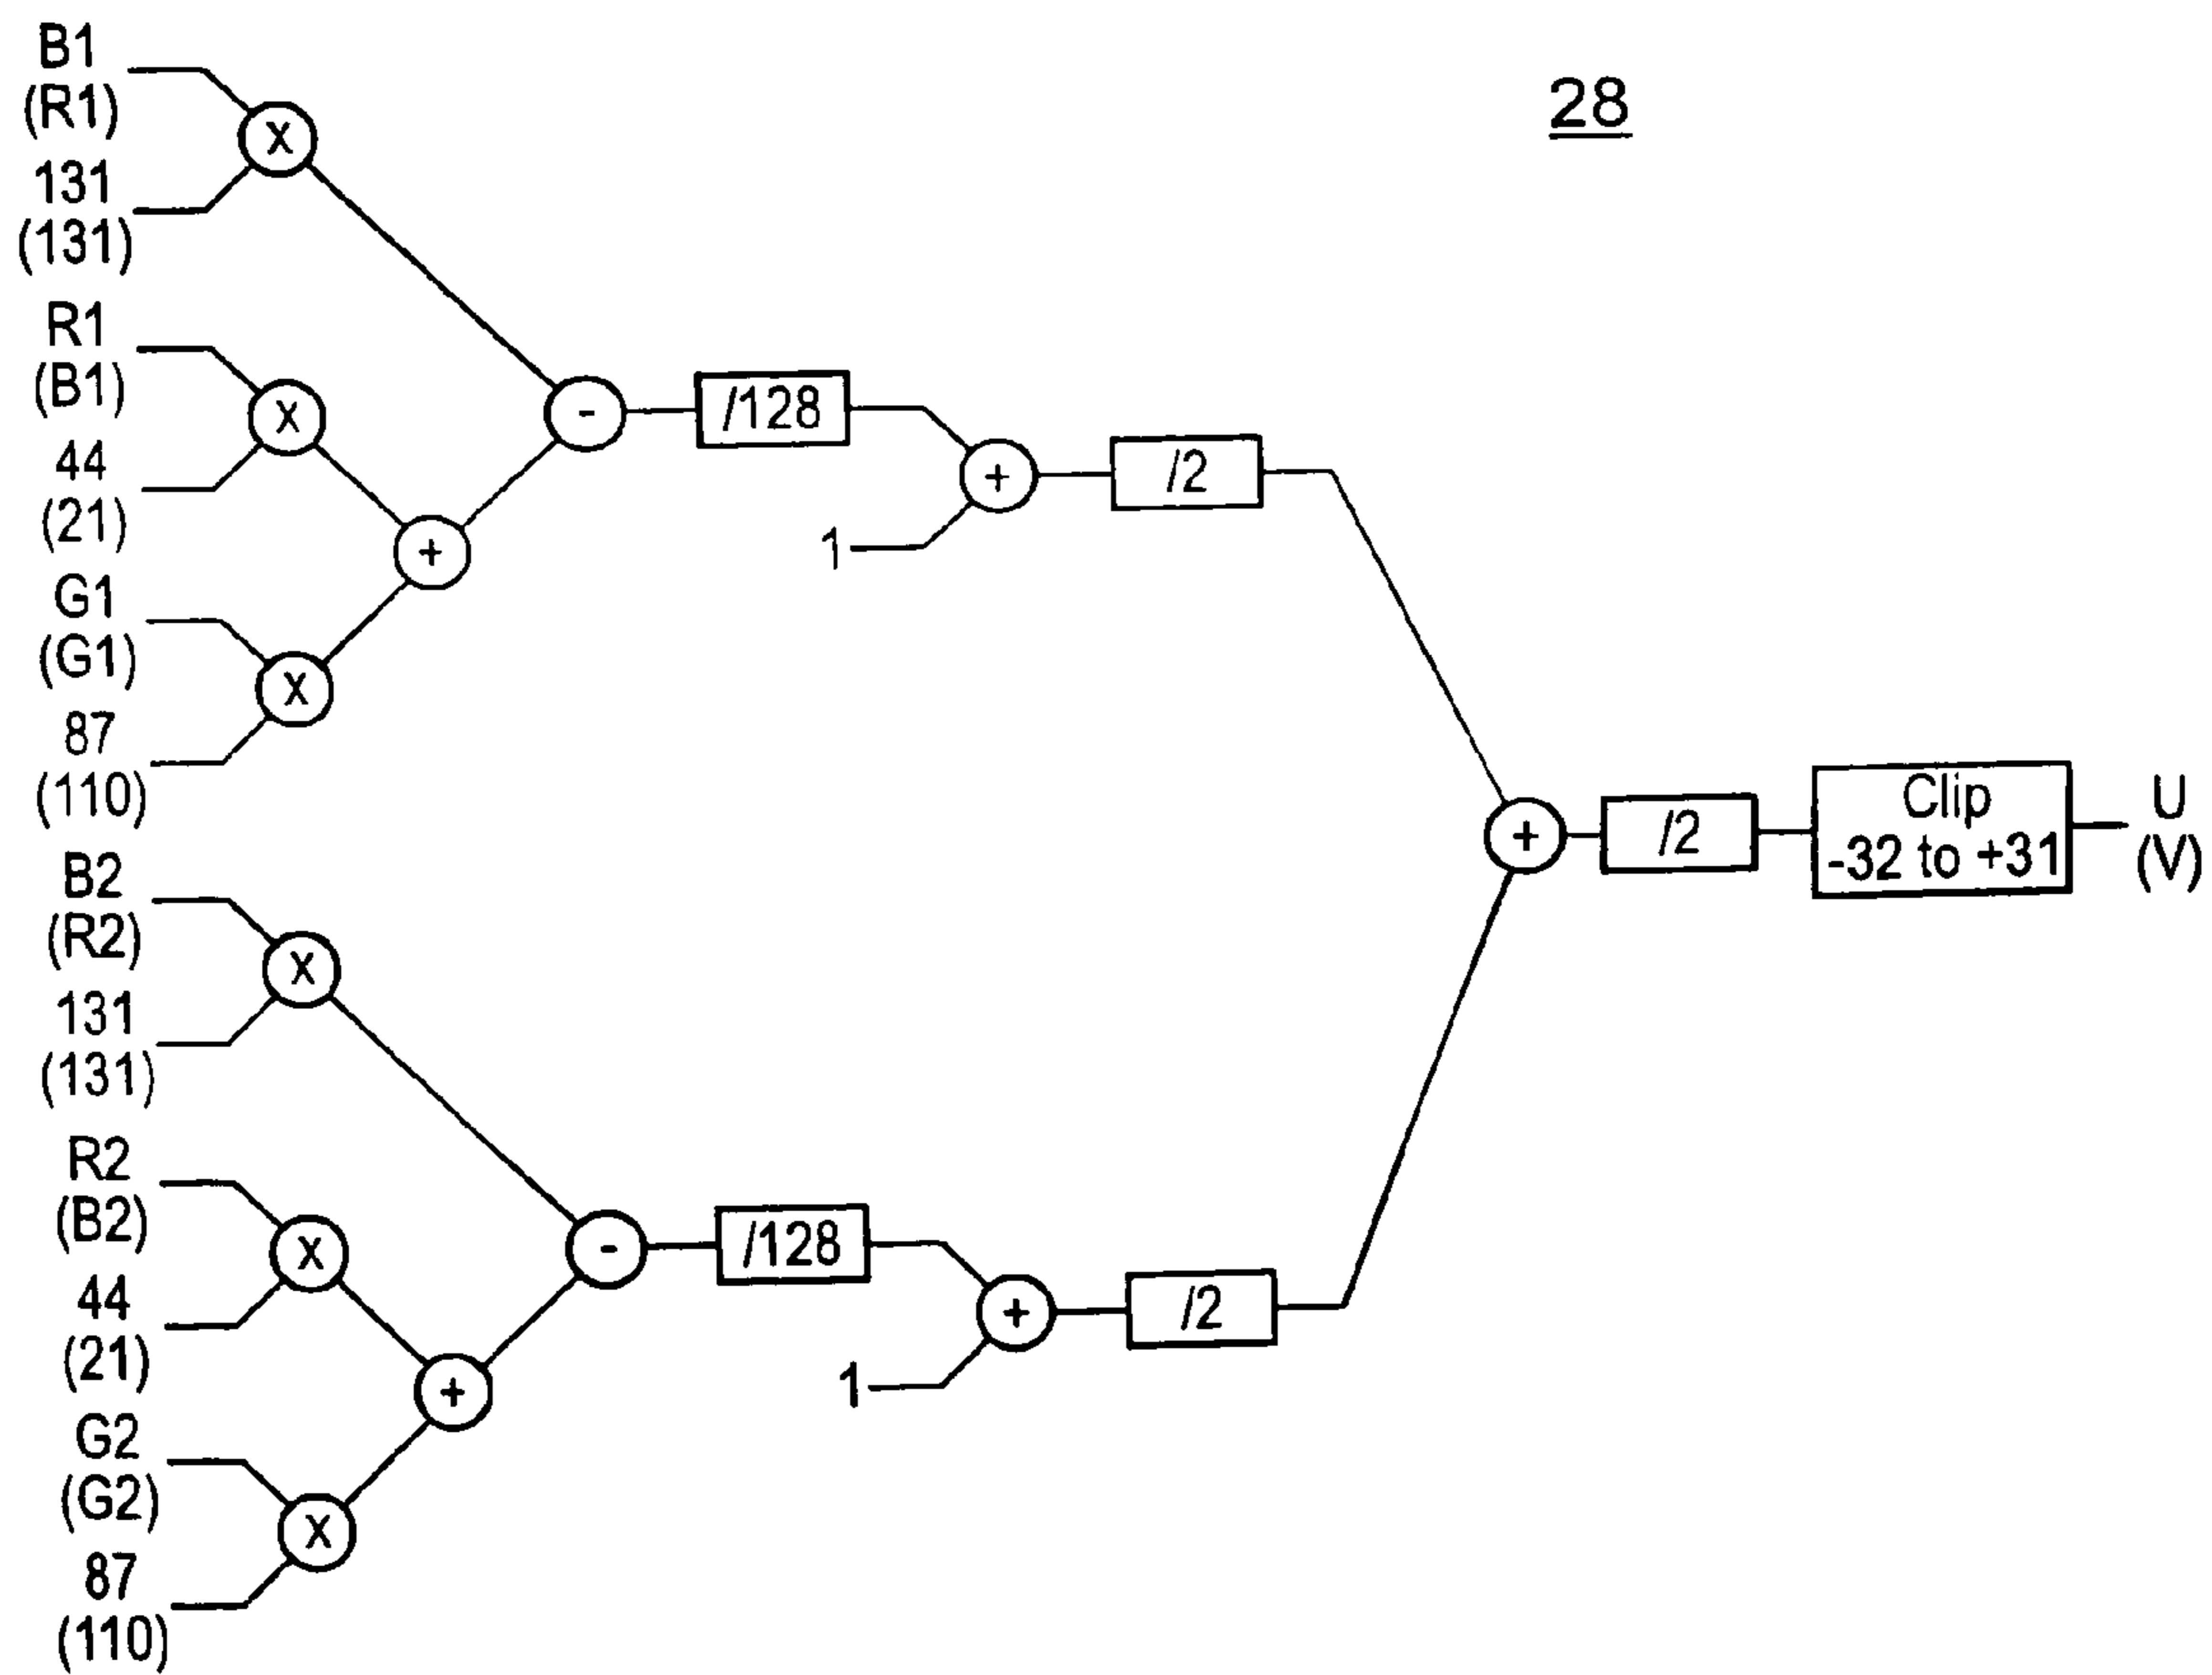 28
B1
(R1)
X
131
(131)
R1
(B1)
X
44
(21)
+
G1
(G1)
X
87
(110)
-
/128
+
1
/2
B2
(R2)
X
131
(131)
R2
(B2)
X
44
(21)
+
G2
(G2)
X
87
(110)
-
/128
+
1
/2
+
/2
Clip
-32 to +31
U
(V)